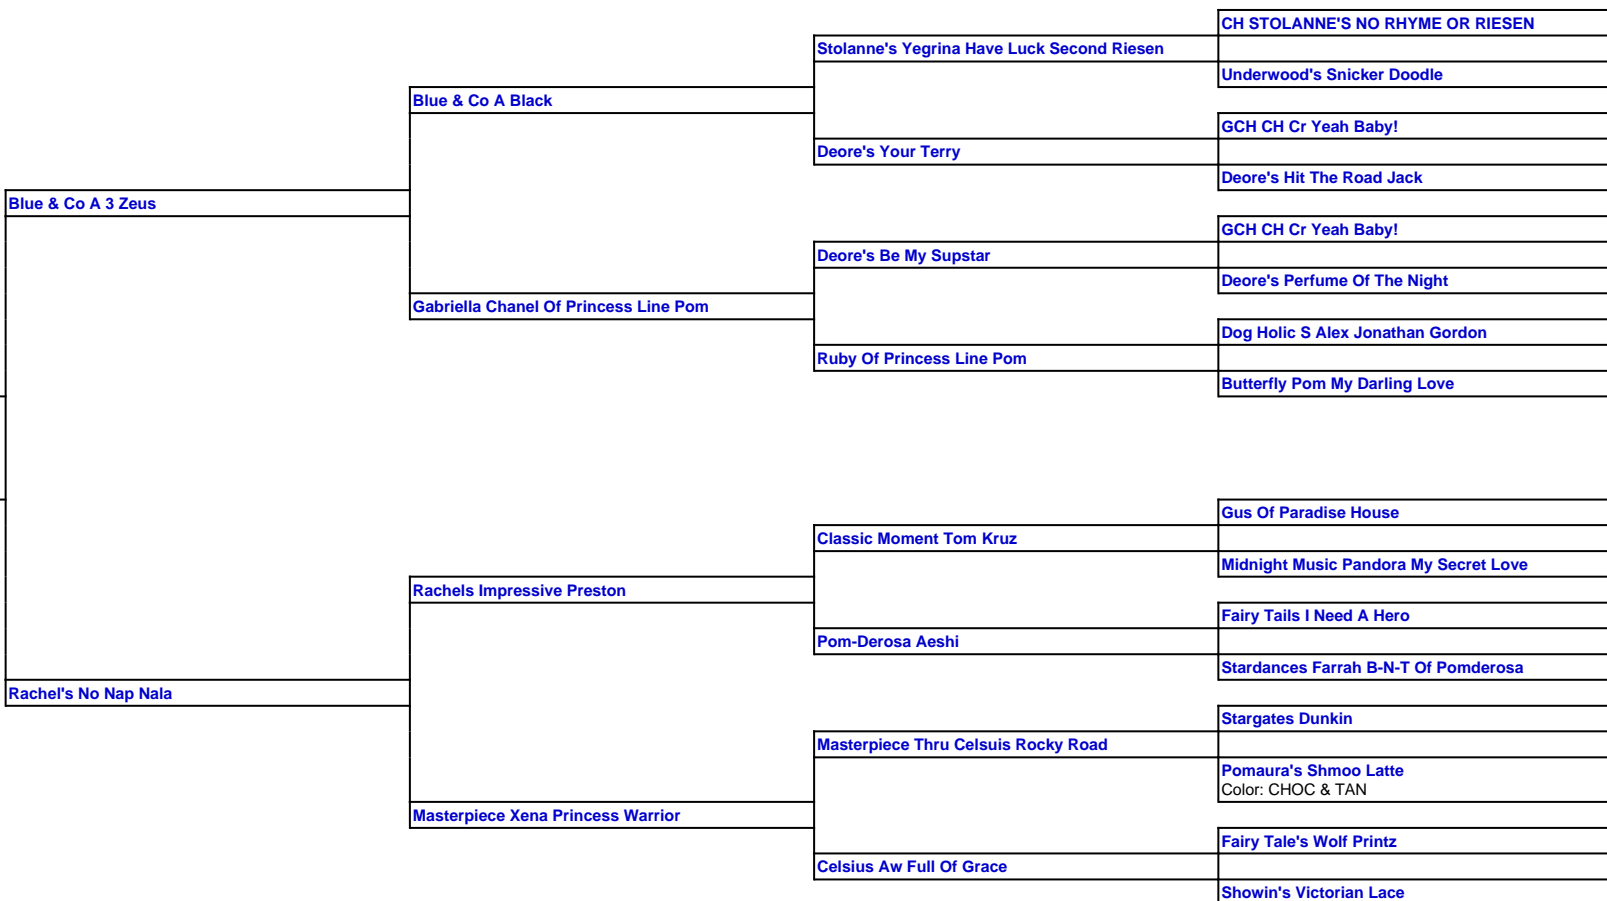 CH STOLANNE'S NO RHYME OR RIESEN
Stolanne's Yegrina Have Luck Second Riesen
Underwood's Snicker Doodle
Blue & Co A Black
GCH CH Cr Yeah Baby!
Deore's Your Terry
Deore's Hit The Road Jack
Blue & Co A 3 Zeus
GCH CH Cr Yeah Baby!
Deore's Be My Supstar
Deore's Perfume Of The Night
Gabriella Chanel Of Princess Line Pom
Dog Holic S Alex Jonathan Gordon
Ruby Of Princess Line Pom
Butterfly Pom My Darling Love
Gus Of Paradise House
Classic Moment Tom Kruz
Midnight Music Pandora My Secret Love
Rachels Impressive Preston
Fairy Tails I Need A Hero
Pom-Derosa Aeshi
Stardances Farrah B-N-T Of Pomderosa
Rachel's No Nap Nala
Stargates Dunkin
Masterpiece Thru Celsuis Rocky Road
Pomaura's Shmoo Latte
Color: CHOC & TAN
Masterpiece Xena Princess Warrior
Fairy Tale's Wolf Printz
Celsius Aw Full Of Grace
Showin's Victorian Lace